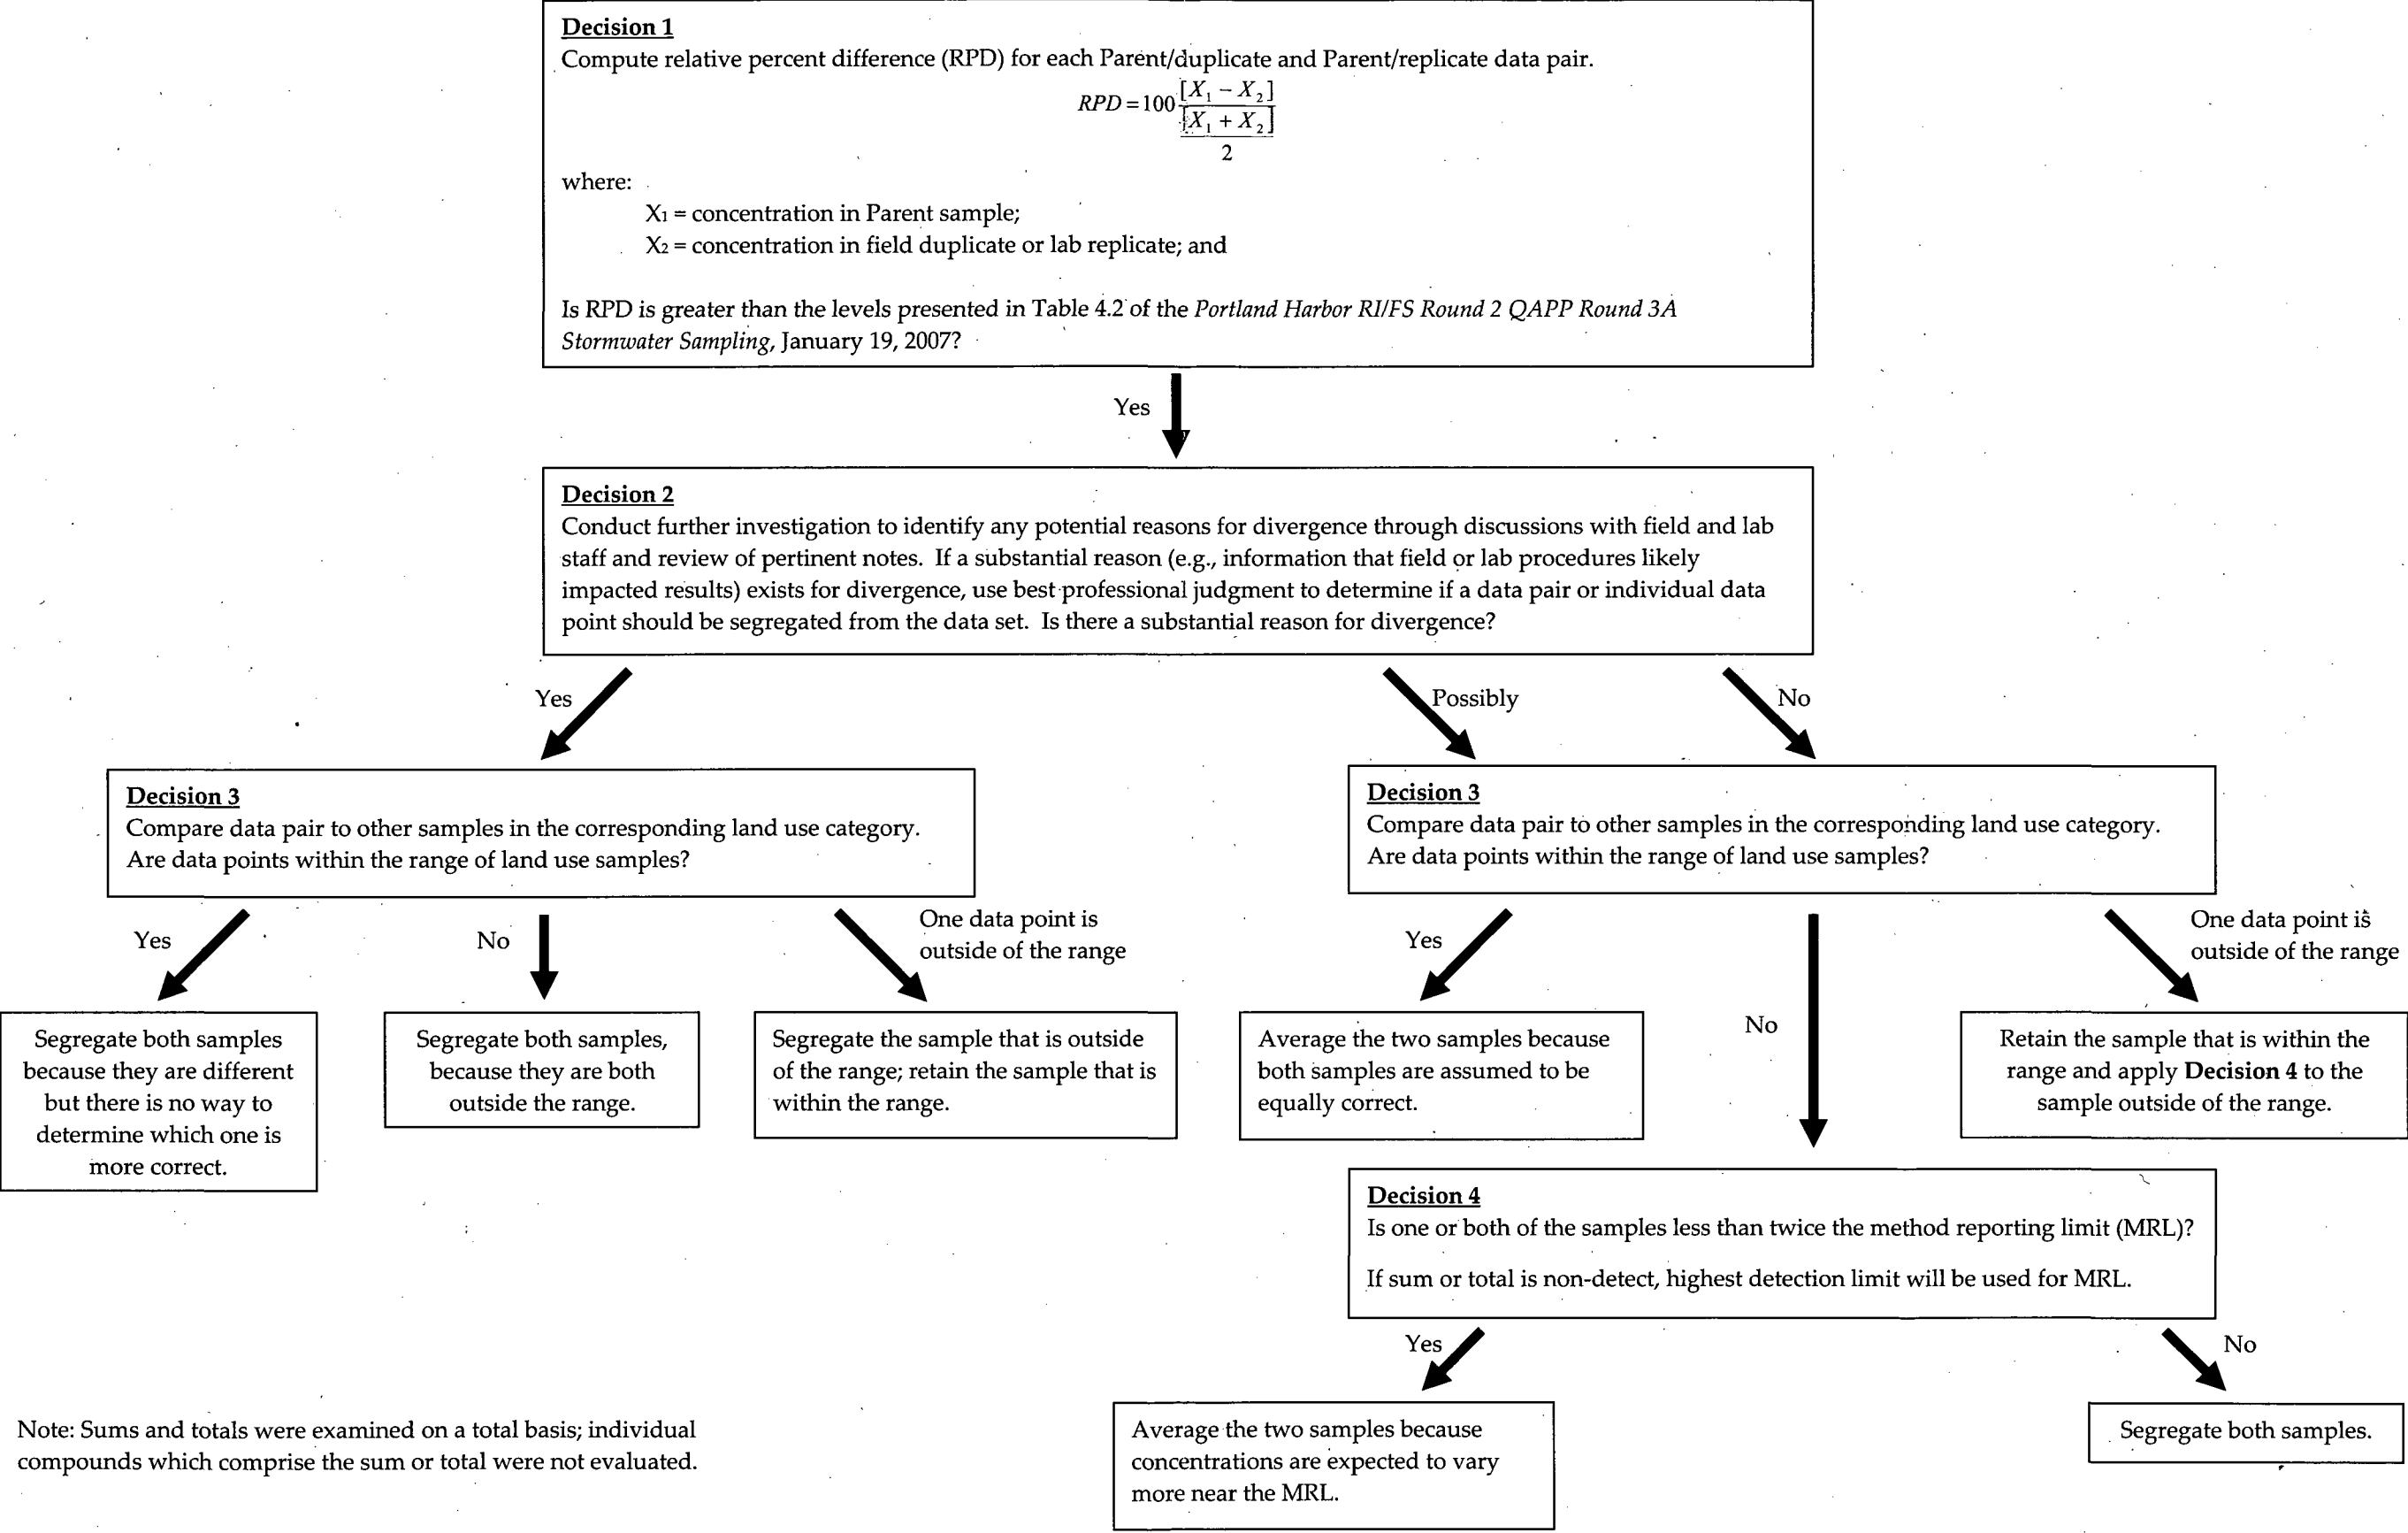 Decision 1
Compute relative percent difference (RPD) for each Parent/duplicate and Parent/replicate data pair.
RPD = 100 [X1 − X2] / ([X1 + X2] / 2)
where:
X1 = concentration in Parent sample;
X2 = concentration in field duplicate or lab replicate; and
Is RPD is greater than the levels presented in Table 4.2 of the Portland Harbor RI/FS Round 2 QAPP Round 3A
Stormwater Sampling, January 19, 2007?
Yes
Decision 2
Conduct further investigation to identify any potential reasons for divergence through discussions with field and lab
staff and review of pertinent notes. If a substantial reason (e.g., information that field or lab procedures likely
impacted results) exists for divergence, use best professional judgment to determine if a data pair or individual data
point should be segregated from the data set. Is there a substantial reason for divergence?
Yes
Possibly
No
Decision 3
Compare data pair to other samples in the corresponding land use category.
Are data points within the range of land use samples?
Decision 3
Compare data pair to other samples in the corresponding land use category.
Are data points within the range of land use samples?
Yes
No
One data point is
outside of the range
Yes
No
One data point is
outside of the range
Segregate both samples
because they are different
but there is no way to
determine which one is
more correct.
Segregate both samples,
because they are both
outside the range.
Segregate the sample that is outside
of the range; retain the sample that is
within the range.
Average the two samples because
both samples are assumed to be
equally correct.
Retain the sample that is within the
range and apply Decision 4 to the
sample outside of the range.
Decision 4
Is one or both of the samples less than twice the method reporting limit (MRL)?
If sum or total is non-detect, highest detection limit will be used for MRL.
Yes
No
Average the two samples because
concentrations are expected to vary
more near the MRL.
Segregate both samples.
Note: Sums and totals were examined on a total basis; individual
compounds which comprise the sum or total were not evaluated.